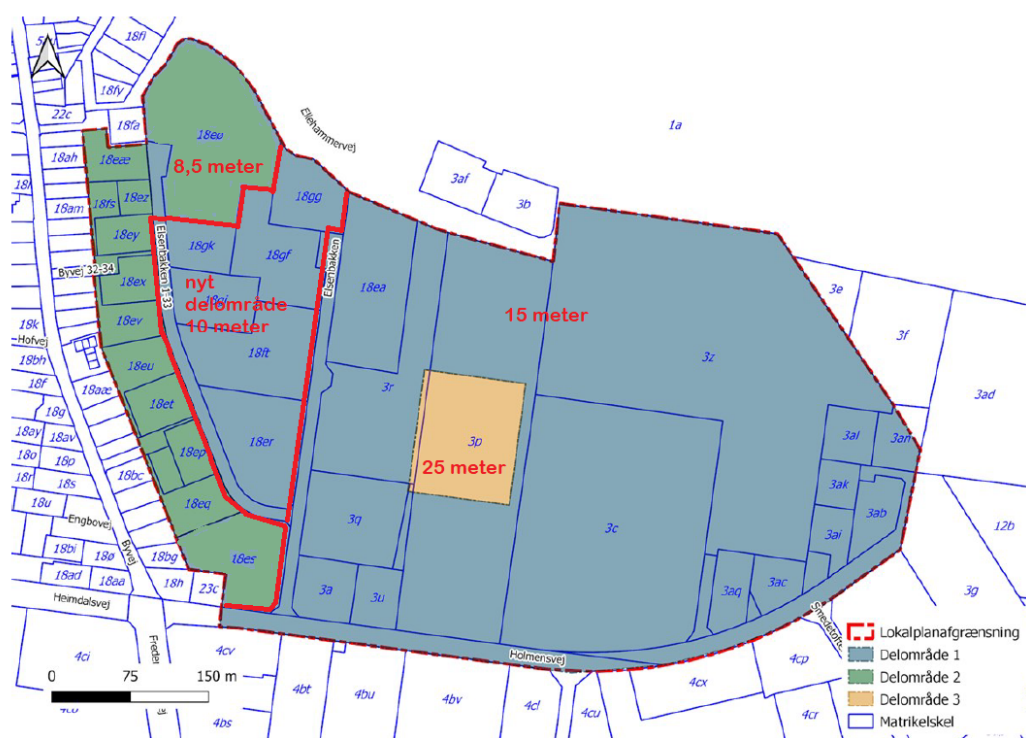 18fl
18fy
22c
18fa
18ah
18eæ
18eø
8,5 meter
Ellehammervej
1a
3af
3b
18am
18fs
18ez
18ey
18gg
18gk
18gf
Elsenbakken 1-33
Elsenbakken
Byvej 32-34
18ex
nyt
delområde
10 meter
18gi
18ea
15 meter
3e
3f
3z
18k
Hofvej
18bh
18f
18g
18ay
18av
18o
18p
18r
18s
18u
18ev
18eu
18aæ
18et
18ft
3r
3ad
18ep
18er
3p
25 meter
3al
3an
18bc
18eq
3q
3c
3ak
3ab
3ai
12b
Engbovej
18bi
18ø
Byvej
18bg
18es
18ad
18aa
18h
23c
3a
3u
3aq
3ac
3g
Heimdalsvej
Holmensvej
4ci
4cv
4bt
4bu
4bv
4cl
4cu
4cx
4cp
4cr
4bs
0 75 150 m
Lokalplanafgrænsning
Delområde 1
Delområde 2
Delområde 3
Matrikelskel